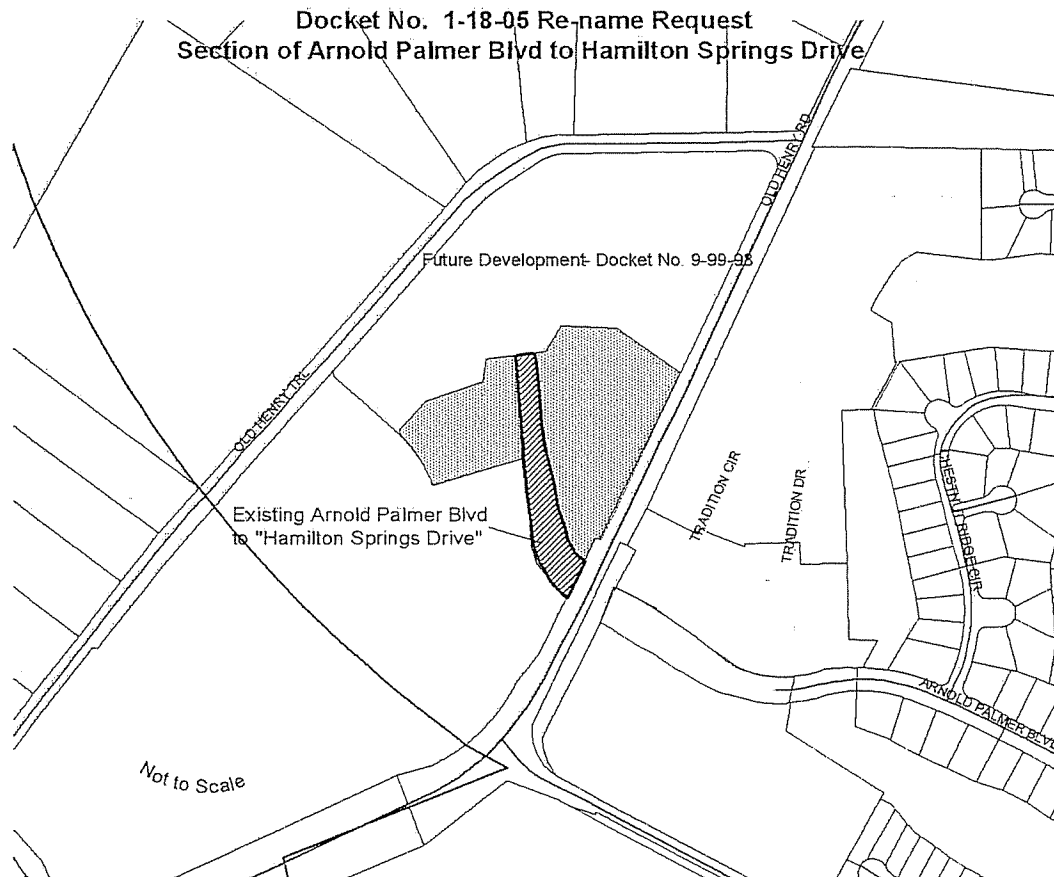 Docket No. 1-18-05 Re-name Request
Section of Arnold Palmer Blvd to Hamilton Springs Drive
OLD HENRY RD
Future Development- Docket No. 9-99-98
OLD HENRY TRL
Existing Arnold Palmer Blvd
to "Hamilton Springs Drive"
TRADITION CIR
TRADITION DR
CHESTNUT RIDGE CIR
ARNOLD PALMER BLVD
Not to Scale